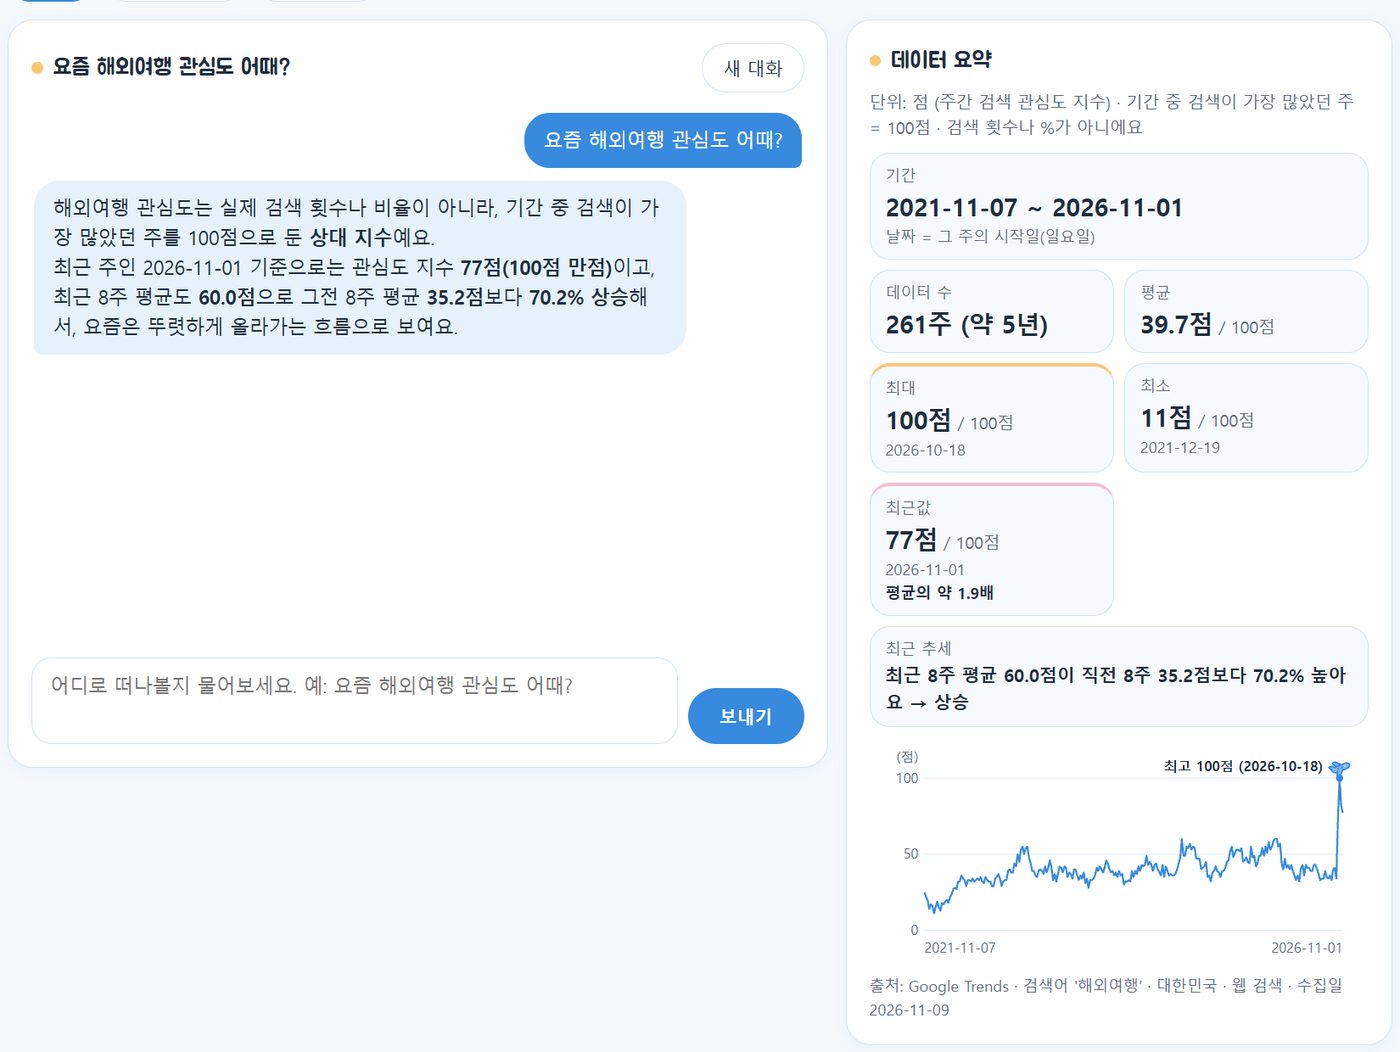 요즘 해외여행 관심도 어때?
새 대화
요즘 해외여행 관심도 어때?
해외여행 관심도는 실제 검색 횟수나 비율이 아니라, 기간 중 검색이 가
장 많았던 주를 100점으로 둔 상대 지수예요.
최근 주인 2026-11-01 기준으로는 관심도 지수 77점(100점 만점)이고,
최근 8주 평균도 60.0점으로 그전 8주 평균 35.2점보다 70.2% 상승해
서, 요즘은 뚜렷하게 올라가는 흐름으로 보여요.
어디로 떠나볼지 물어보세요. 예: 요즘 해외여행 관심도 어때?
보내기
데이터 요약
단위: 점 (주간 검색 관심도 지수) · 기간 중 검색이 가장 많았던 주
= 100점 · 검색 횟수나 %가 아니에요
기간
2021-11-07 ~ 2026-11-01
날짜 = 그 주의 시작일(일요일)
데이터 수
261주 (약 5년)
평균
39.7점 / 100점
최대
100점 / 100점
2026-10-18
최소
11점 / 100점
2021-12-19
최근값
77점 / 100점
2026-11-01
평균의 약 1.9배
최근 추세
최근 8주 평균 60.0점이 직전 8주 35.2점보다 70.2% 높아
요 → 상승
(점)
최고 100점 (2026-10-18)
100
50
0
2021-11-07
2026-11-01
출처: Google Trends · 검색어 '해외여행' · 대한민국 · 웹 검색 · 수집일
2026-11-09